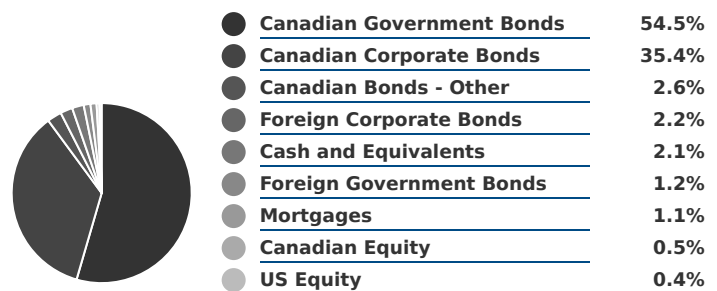 Canadian Government Bonds 54.5%
Canadian Corporate Bonds 35.4%
Canadian Bonds - Other 2.6%
Foreign Corporate Bonds 2.2%
Cash and Equivalents 2.1%
Foreign Government Bonds 1.2%
Mortgages 1.1%
Canadian Equity 0.5%
US Equity 0.4%